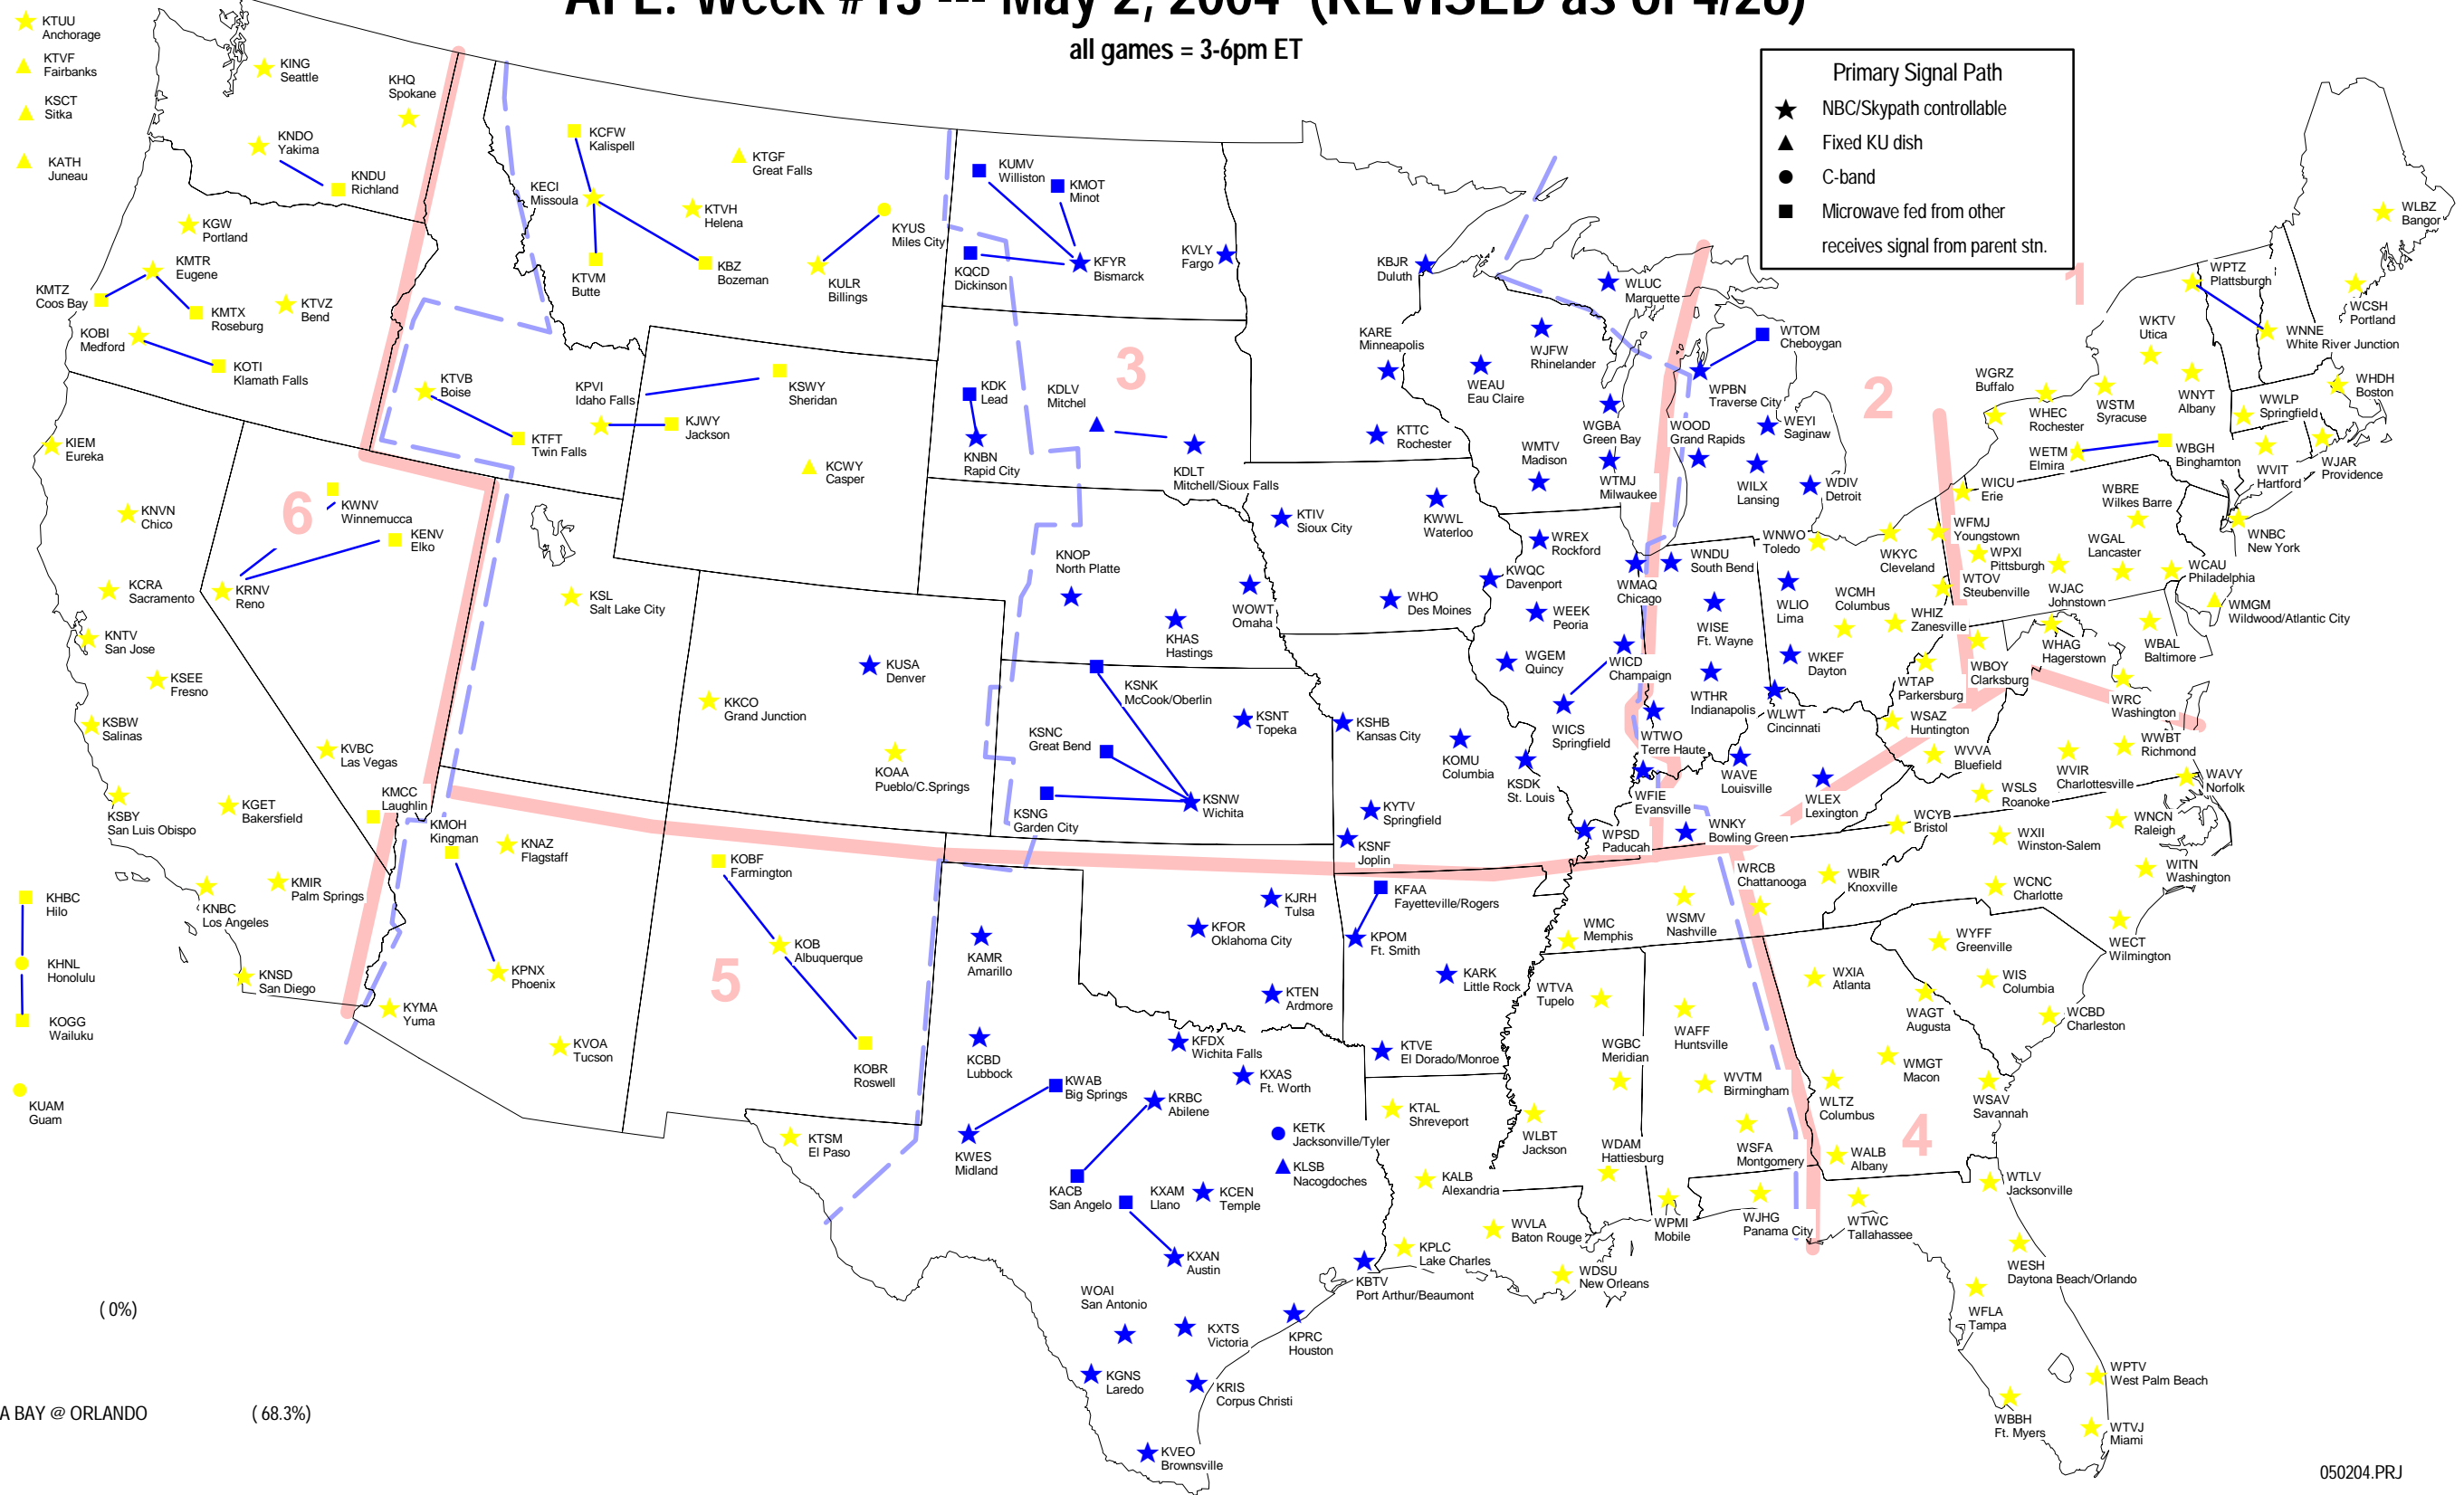 AFL: Week #13 --- May 2, 2004 (REVISED as of 4/28)
all games = 3-6pm ET
Primary Signal Path
NBC/Skypath controllable
Fixed KU dish
C-band
Microwave fed from other
receives signal from parent stn.
KTUU
Anchorage
KTVF
Fairbanks
KSCT
Sitka
KATH
Juneau
KING
Seattle
KHQ
Spokane
KNDO
Yakima
KNDU
Richland
KGW
Portland
KMTR
Eugene
KMTZ
Coos Bay
KMTX
Roseburg
KTVZ
Bend
KOBI
Medford
KOTI
Klamath Falls
KIEM
Eureka
KNVN
Chico
KCRA
Sacramento
KNTV
San Jose
KSEE
Fresno
KSBW
Salinas
KSBY
San Luis Obispo
KGET
Bakersfield
KNBC
Los Angeles
KMIR
Palm Springs
KNSD
San Diego
6
KWNV
Winnemucca
KENV
Elko
KRNV
Reno
KVBC
Las Vegas
KMCC
Laughlin
KHBC
Hilo
KHNL
Honolulu
KOGG
Wailuku
KUAM
Guam
KCFW
Kalispell
KTGF
Great Falls
KECI
Missoula
KTVH
Helena
KYUS
Miles City
KTVM
Butte
KBZ
Bozeman
KULR
Billings
KTVB
Boise
KTFT
Twin Falls
KPVI
Idaho Falls
KSWY
Sheridan
KJWY
Jackson
KCWY
Casper
KSL
Salt Lake City
KUSA
Denver
KKCO
Grand Junction
KOAA
Pueblo/C.Springs
KMOH
Kingman
KNAZ
Flagstaff
KPNX
Phoenix
KYMA
Yuma
KVOA
Tucson
KOBF
Farmington
KOB
Albuquerque
KOBR
Roswell
5
KTSM
El Paso
KUMV
Williston
KMOT
Minot
KQCD
Dickinson
KFYR
Bismarck
KVLY
Fargo
3
KDK
Lead
KNBN
Rapid City
KDLV
Mitchel
KDLT
Mitchell/Sioux Falls
KNOP
North Platte
KHAS
Hastings
WOWT
Omaha
KSNK
McCook/Oberlin
KSNC
Great Bend
KSNG
Garden City
KSNT
Topeka
KSNW
Wichita
KBJR
Duluth
KARE
Minneapolis
KTTC
Rochester
KTIV
Sioux City
KWWL
Waterloo
WHO
Des Moines
KWQC
Davenport
KSHB
Kansas City
KOMU
Columbia
KSDK
St. Louis
KYTV
Springfield
KSNF
Joplin
WLUC
Marquette
WJFW
Rhinelander
WEAU
Eau Claire
WGBA
Green Bay
WMTV
Madison
WTMJ
Milwaukee
WREX
Rockford
WMAQ
Chicago
WEEK
Peoria
WGEM
Quincy
WICD
Champaign
WICS
Springfield
WTOM
Cheboygan
WPBN
Traverse City
WOOD
Grand Rapids
WEYI
Saginaw
WILX
Lansing
WDIV
Detroit
2
WNDU
South Bend
WISE
Ft. Wayne
WTHR
Indianapolis
WTWO
Terre Haute
WFIE
Evansville
WNWO
Toledo
WLIO
Lima
WKEF
Dayton
WLWT
Cincinnati
WCMH
Columbus
WHIZ
Zanesville
WKYC
Cleveland
WFMJ
Youngstown
WTOV
Steubenville
WAVE
Louisville
WLEX
Lexington
WPSD
Paducah
WNKY
Bowling Green
1
WLBZ
Bangor
WCSH
Portland
WPTZ
Plattsburgh
WNNE
White River Junction
WKTV
Utica
WGRZ
Buffalo
WHEC
Rochester
WSTM
Syracuse
WNYT
Albany
WWLP
Springfield
WHDH
Boston
WETM
Elmira
WBGH
Binghamton
WVIT
Hartford
WJAR
Providence
WICU
Erie
WBRE
Wilkes Barre
WNBC
New York
WPXI
Pittsburgh
WGAL
Lancaster
WCAU
Philadelphia
WJAC
Johnstown
WMGM
Wildwood/Atlantic City
WHAG
Hagerstown
WBAL
Baltimore
WBOY
Clarksburg
WTAP
Parkersburg
WRC
Washington
WSAZ
Huntington
WVVA
Bluefield
WVIR
Charlottesville
WWBT
Richmond
WAVY
Norfolk
WSLS
Roanoke
WCYB
Bristol
WXII
Winston-Salem
WNCN
Raleigh
WITN
Washington
WCNC
Charlotte
WECT
Wilmington
WRCB
Chattanooga
WBIR
Knoxville
WSMV
Nashville
WMC
Memphis
WYFF
Greenville
WIS
Columbia
WCBD
Charleston
WXIA
Atlanta
WAGT
Augusta
WMGT
Macon
WLTZ
Columbus
WSAV
Savannah
WALB
Albany
4
WTVA
Tupelo
WAFF
Huntsville
WGBC
Meridian
WVTM
Birmingham
WLBT
Jackson
WDAM
Hattiesburg
WSFA
Montgomery
WPMI
Mobile
WJHG
Panama City
WTWC
Tallahassee
WTLV
Jacksonville
WESH
Daytona Beach/Orlando
WFLA
Tampa
WPTV
West Palm Beach
WBBH
Ft. Myers
WTVJ
Miami
KFAA
Fayetteville/Rogers
KPOM
Ft. Smith
KARK
Little Rock
KTVE
El Dorado/Monroe
KTAL
Shreveport
KALB
Alexandria
WVLA
Baton Rouge
KPLC
Lake Charles
WDSU
New Orleans
KJRH
Tulsa
KFOR
Oklahoma City
KTEN
Ardmore
KAMR
Amarillo
KCBD
Lubbock
KFDX
Wichita Falls
KXAS
Ft. Worth
KWAB
Big Springs
KRBC
Abilene
KWES
Midland
KETK
Jacksonville/Tyler
KLSB
Nacogdoches
KACB
San Angelo
KXAM
Llano
KCEN
Temple
KXAN
Austin
KBTV
Port Arthur/Beaumont
WOAI
San Antonio
KXTS
Victoria
KPRC
Houston
KGNS
Laredo
KRIS
Corpus Christi
KVEO
Brownsville
( 0%)
A BAY @ ORLANDO ( 68.3%)
050204.PRJ